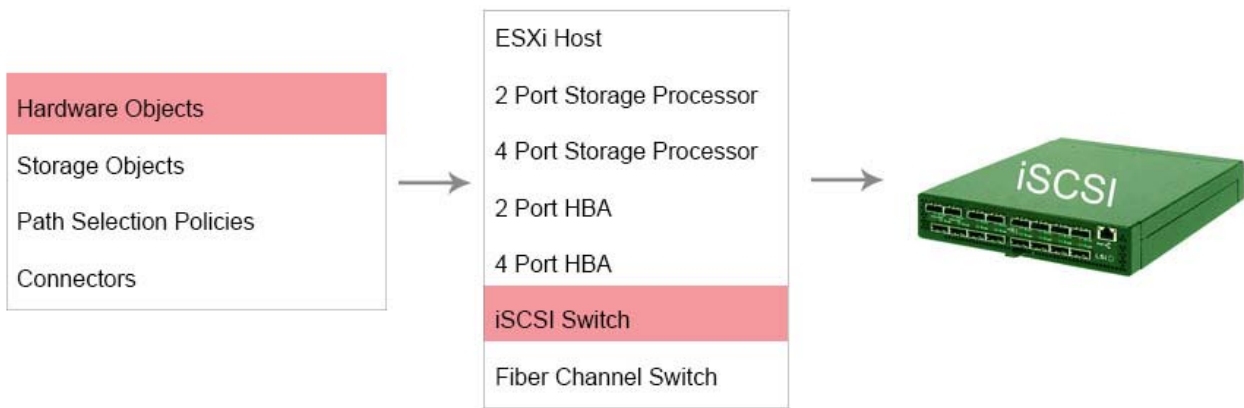 Hardware Objects
Storage Objects
Path Selection Policies
Connectors
ESXi Host
2 Port Storage Processor
4 Port Storage Processor
2 Port HBA
4 Port HBA
iSCSI Switch
Fiber Channel Switch
iSCSI